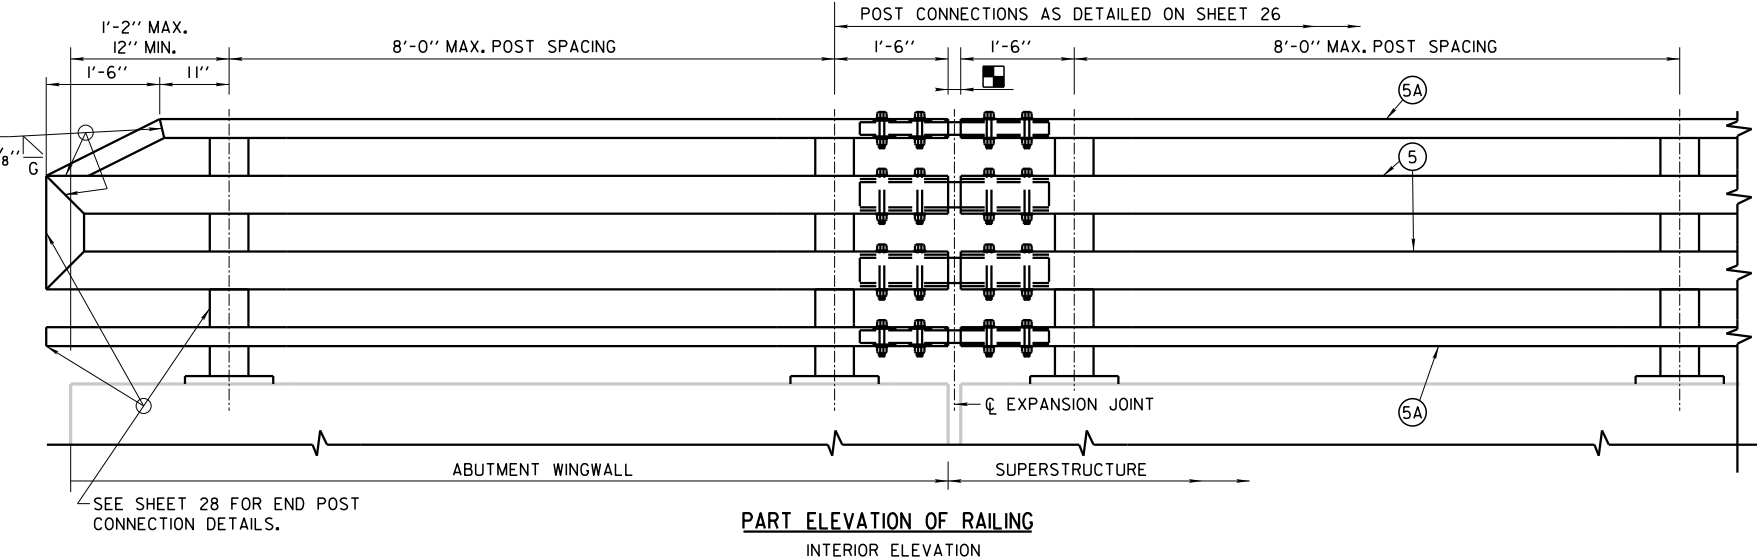 POST CONNECTIONS AS DETAILED ON SHEET 26
1'-2" MAX.
12" MIN.
8'-0" MAX. POST SPACING
1'-6"
1'-6"
8'-0" MAX. POST SPACING
1'-6"
11"
5A
5
G
5A
℄ EXPANSION JOINT
ABUTMENT WINGWALL
SUPERSTRUCTURE
SEE SHEET 28 FOR END POST
CONNECTION DETAILS.
PART ELEVATION OF RAILING
INTERIOR ELEVATION